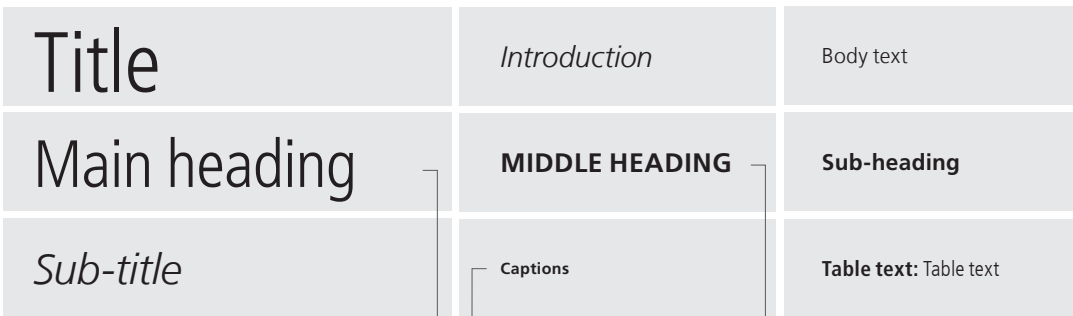 Title
Introduction
Body text
Main heading
MIDDLE HEADING
Sub-heading
Sub-title
Captions
Table text: Table text